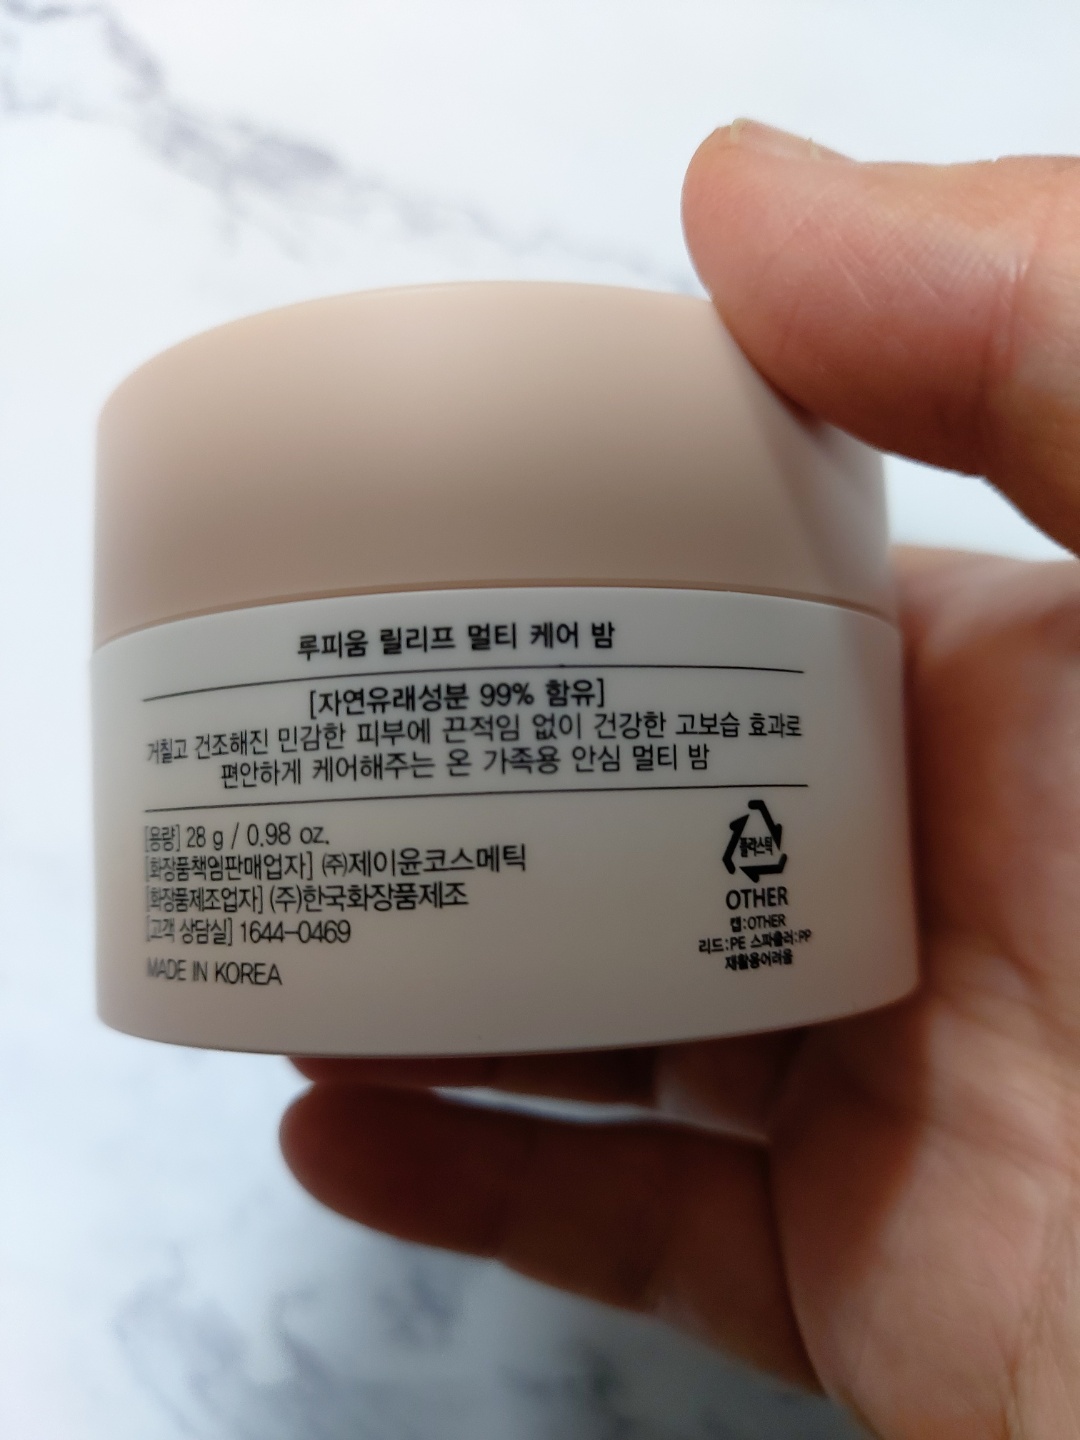 루피움 릴리프 멀티 케어 밤
[자연유래성분 99% 함유]
거칠고 건조해진 민감한 피부에 끈적임 없이 건강한 고보습 효과로
편안하게 케어해주는 온 가족용 안심 멀티 밤
[용량] 28 g / 0.98 oz.
[화장품책임판매업자] ㈜제이윤코스메틱
[화장품제조업자] (주)한국화장품제조
[고객 상담실] 1644-0469
MADE IN KOREA
플라스틱
OTHER
캡:OTHER
리드:PE 스파츌러:PP
재활용어려움